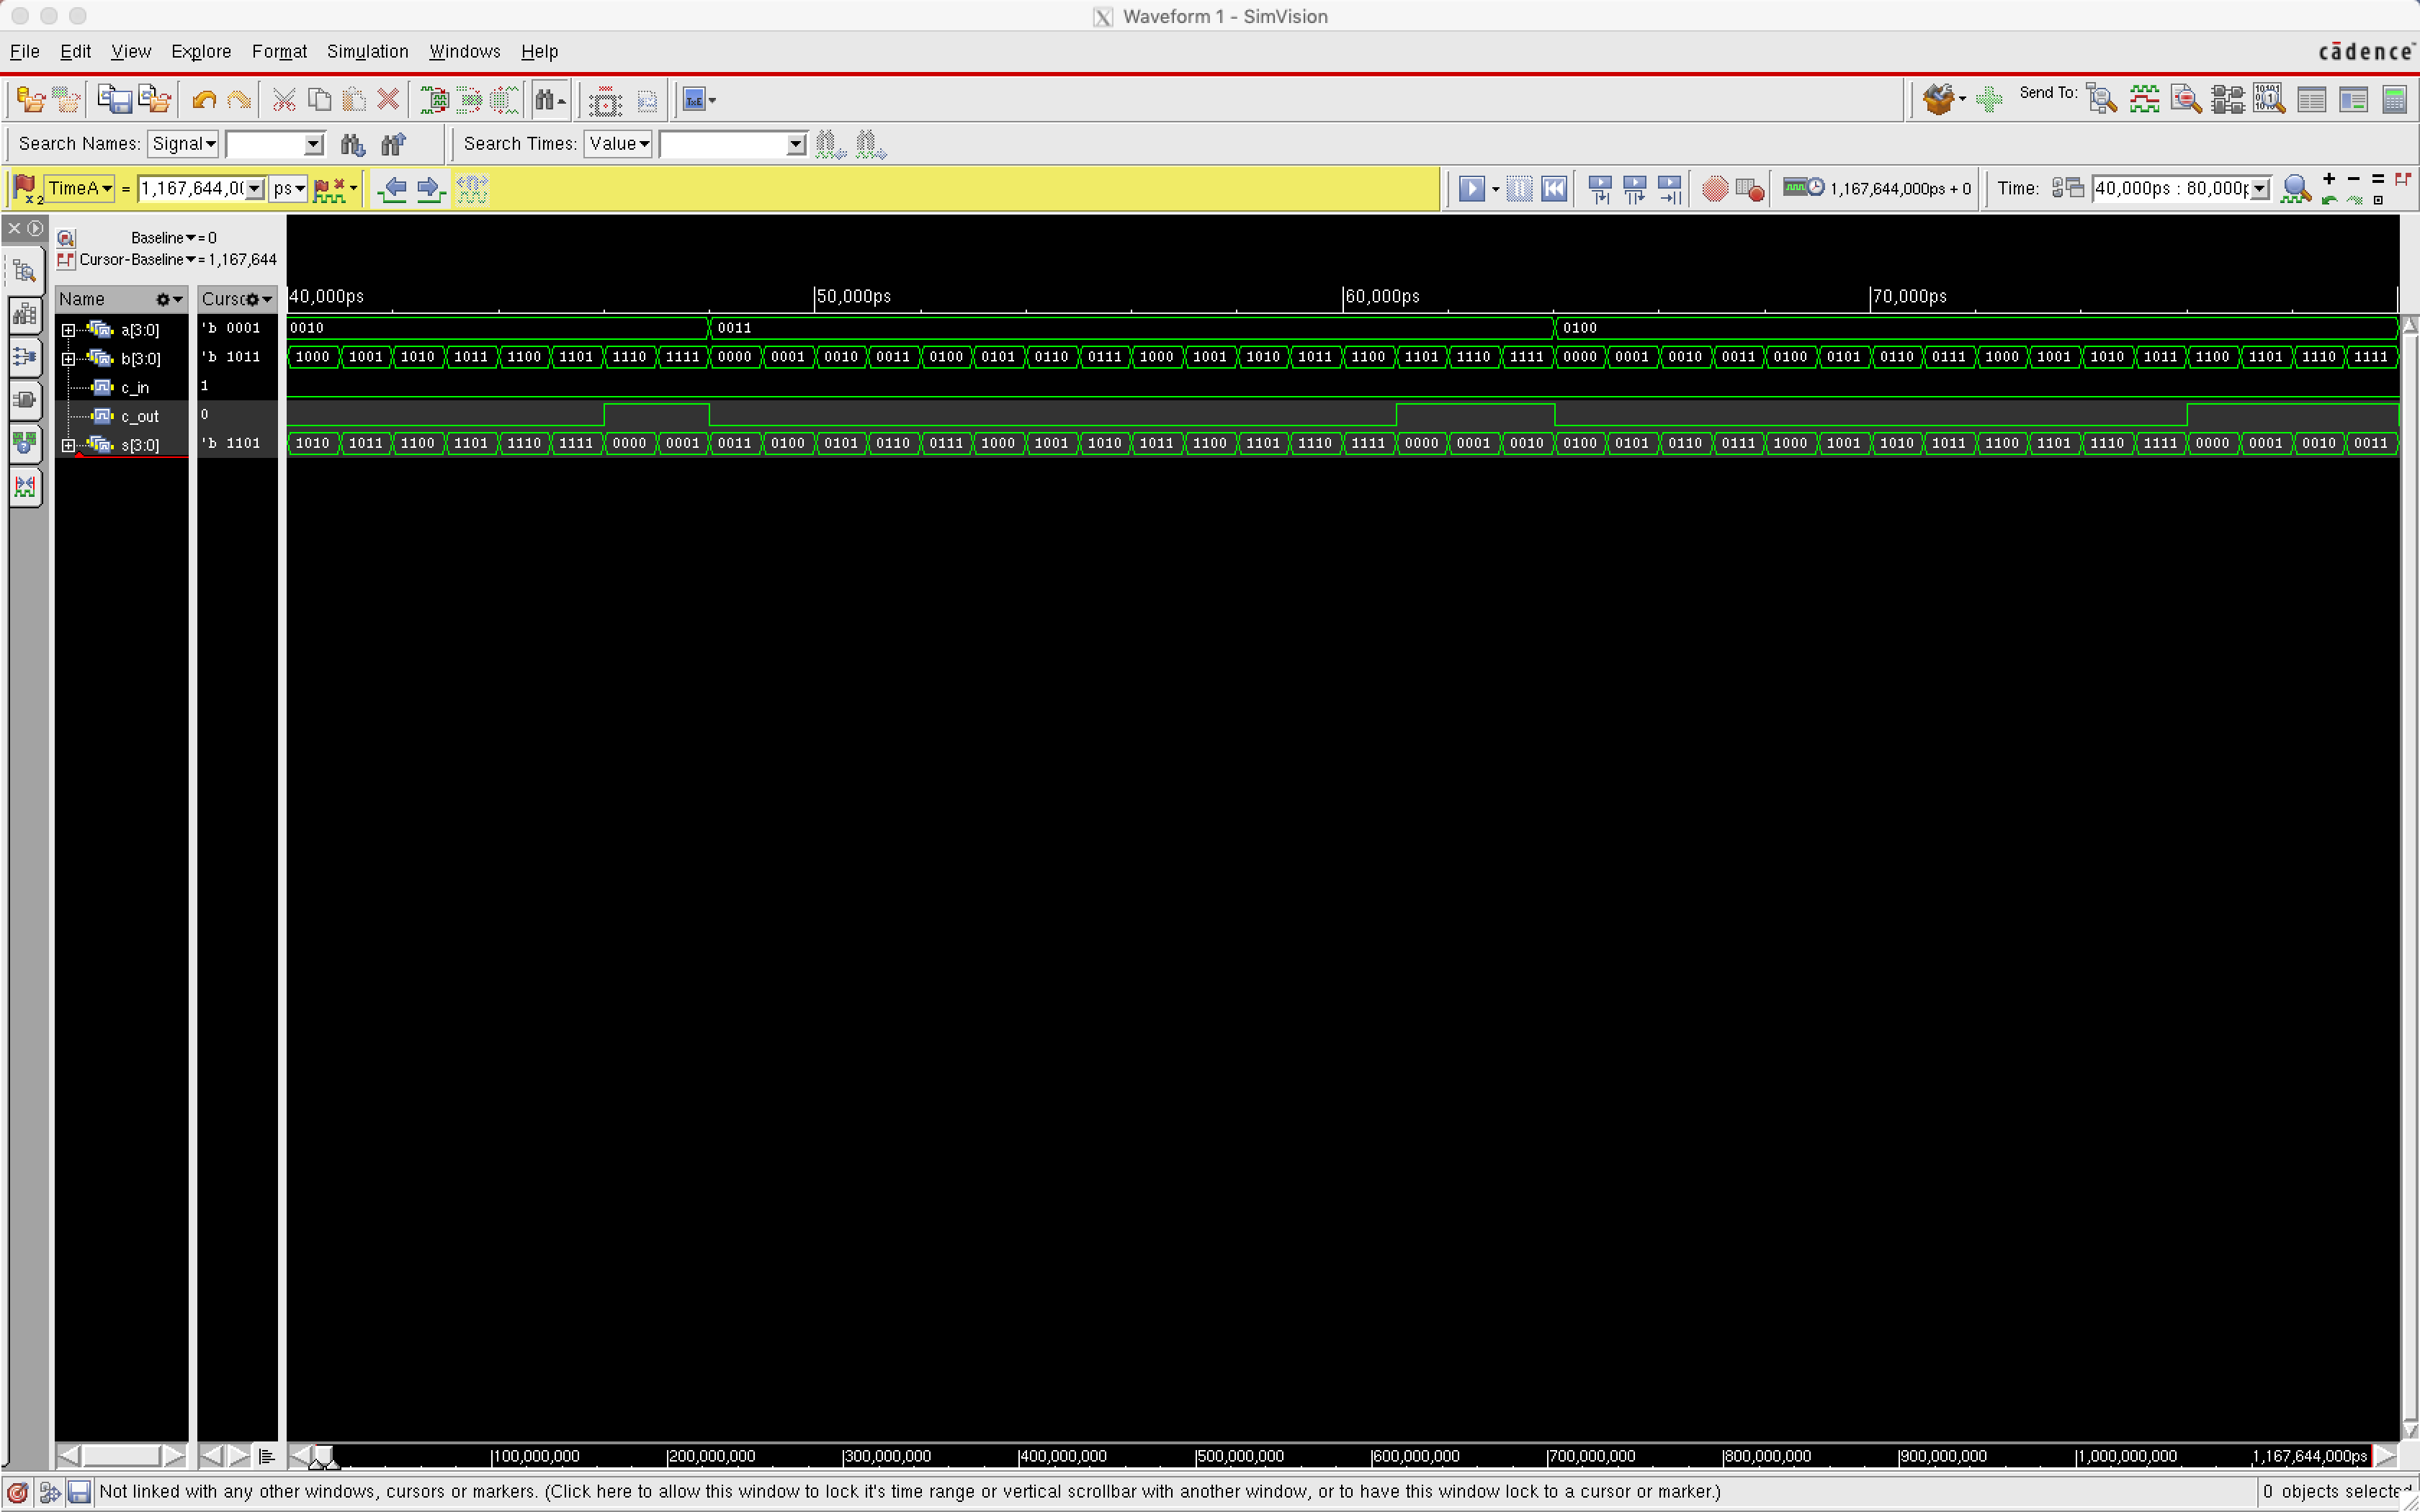 Waveform 1 - SimVision
File Edit View Explore Format Simulation Windows Help cādence
Send To:
Search Names: Signal Search Times: Value
TimeA = 1,167,644,0( ps 1,167,644,000ps + 0 Time: 40,000ps : 80,000p
Baseline = 0
Cursor-Baseline = 1,167,644
Name Curso 40,000ps 50,000ps 60,000ps 70,000ps
a[3:0] 'b 0001 0010 0011 0100
b[3:0] 'b 1011 1000 1001 1010 1011 1100 1101 1110 1111 0000 0001 0010 0011 0100 0101 0110 0111 1000 1001 1010 1011 1100 1101 1110 1111 0000 0001 0010 0011 0100 0101 0110 0111 1000 1001 1010 1011 1100 1101 1110 1111
c_in 1
c_out 0
s[3:0] 'b 1101 1010 1011 1100 1101 1110 1111 0000 0001 0011 0100 0101 0110 0111 1000 1001 1010 1011 1100 1101 1110 1111 0000 0001 0010 0100 0101 0110 0111 1000 1001 1010 1011 1100 1101 1110 1111 0000 0001 0010 0011
100,000,000 200,000,000 300,000,000 400,000,000 500,000,000 600,000,000 700,000,000 800,000,000 900,000,000 1,000,000,000 1,167,644,000ps
Not linked with any other windows, cursors or markers. (Click here to allow this window to lock it's time range or vertical scrollbar with another window, or to have this window lock to a cursor or marker.) 0 objects selected